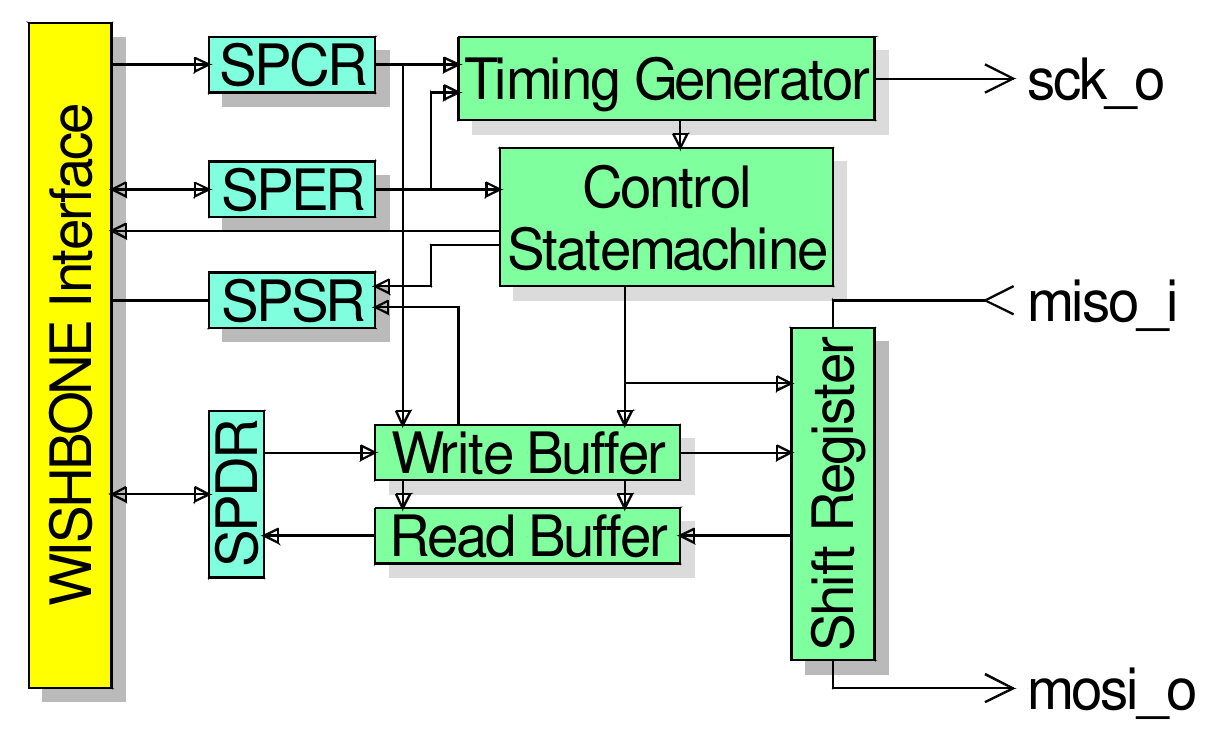 WISHBONE Interface
SPCR
SPER
SPSR
SPDR
Timing Generator
Control
Statemachine
Write Buffer
Read Buffer
Shift Register
sck_o
miso_i
mosi_o